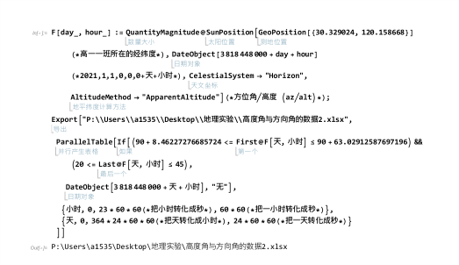 In[•]:= F[day_, hour_] := QuantityMagnitude@SunPosition[GeoPosition[{30.329024, 120.158668}]
数量大小 太阳位置 地理位置
(*高一一班所在的经纬度*), DateObject[3818448000 + day + hour]
日期对象
(*2021,1,1,0,0,0+天+小时*), CelestialSystem → "Horizon",
天文坐标
AltitudeMethod → "ApparentAltitude"](*方位角/高度 (az/alt)*);
地平纬度计算方法
Export["P:\\Users\\a1535\\Desktop\\地理实验\\高度角与方向角的数据2.xlsx",
导出
ParallelTable[If[(90 + 8.46227276685724 <= First@F[天, 小时] ≤ 90 + 63.02912587697196) &&
并行产生表格 如果 第一个
(20 <= Last@F[天, 小时] ≤ 45),
最后一个
DateObject[3818448000 + 天 + 小时], "无"],
日期对象
{小时, 0, 23 * 60 * 60(*把小时转化成秒*), 60 * 60(*把一小时转化成秒*)},
{天, 0, 364 * 24 * 60 * 60(*把天转化成小时*), 24 * 60 * 60(*把一天转化成秒*)}
]]
Out[•]= P:\Users\a1535\Desktop\地理实验\高度角与方向角的数据2.xlsx